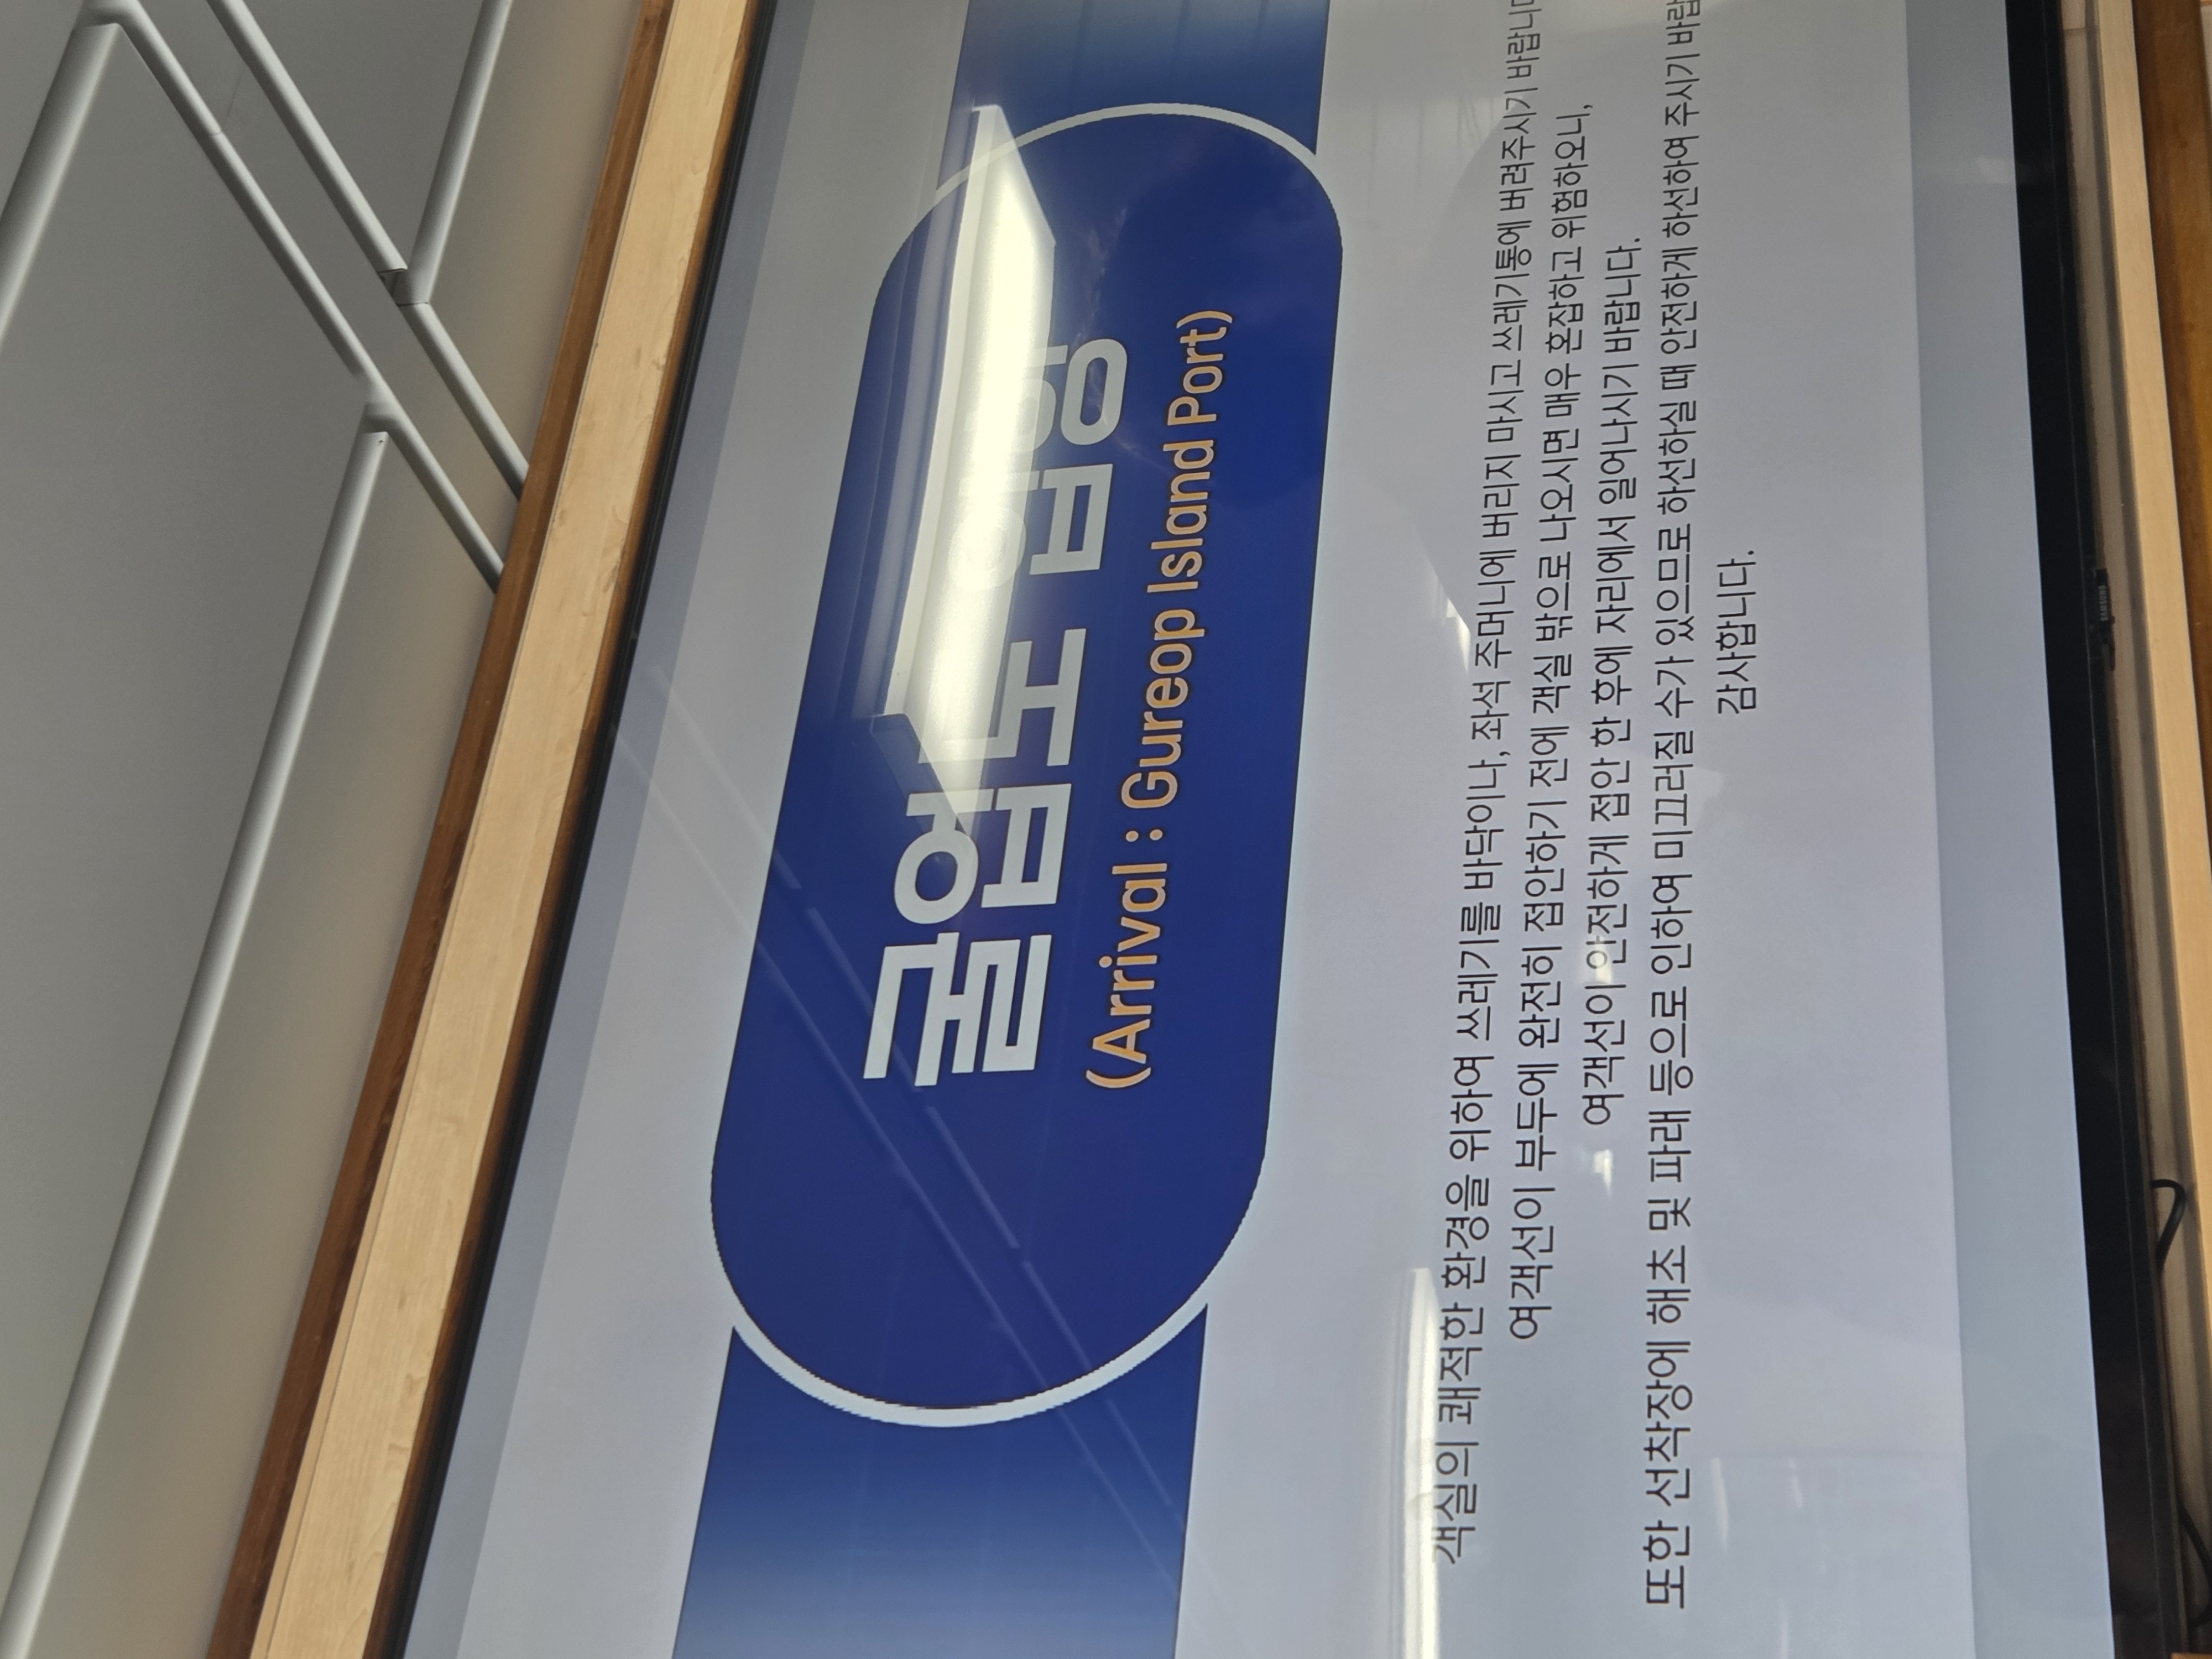 굴업도 입항
(Arrival : Gureop Island Port)
객실의 쾌적한 환경을 위하여 쓰레기를 바닥이나, 좌석 주머니에 버리지 마시고 쓰레기통에 버려주시기 바랍니다
여객선이 부두에 완전히 접안하기 전에 객실 밖으로 나오시면 매우 혼잡하고 위험하오니,
여객선이 안전하게 접안 한 후에 자리에서 일어나시기 바랍니다.
또한 선착장에 해초 및 파래 등으로 인하여 미끄러질 수가 있으므로 하선하실 때 안전하게 하선하여 주시기 바랍
감사합니다.
SAMSUNG